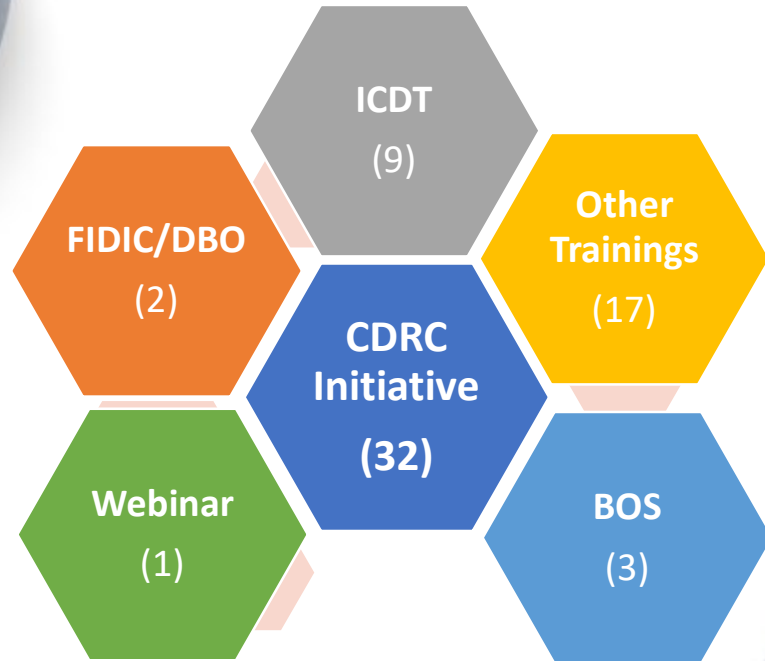 ICDT
(9)
FIDIC/DBO
(2)
Other
Trainings
(17)
CDRC
Initiative
(32)
Webinar
(1)
BOS
(3)